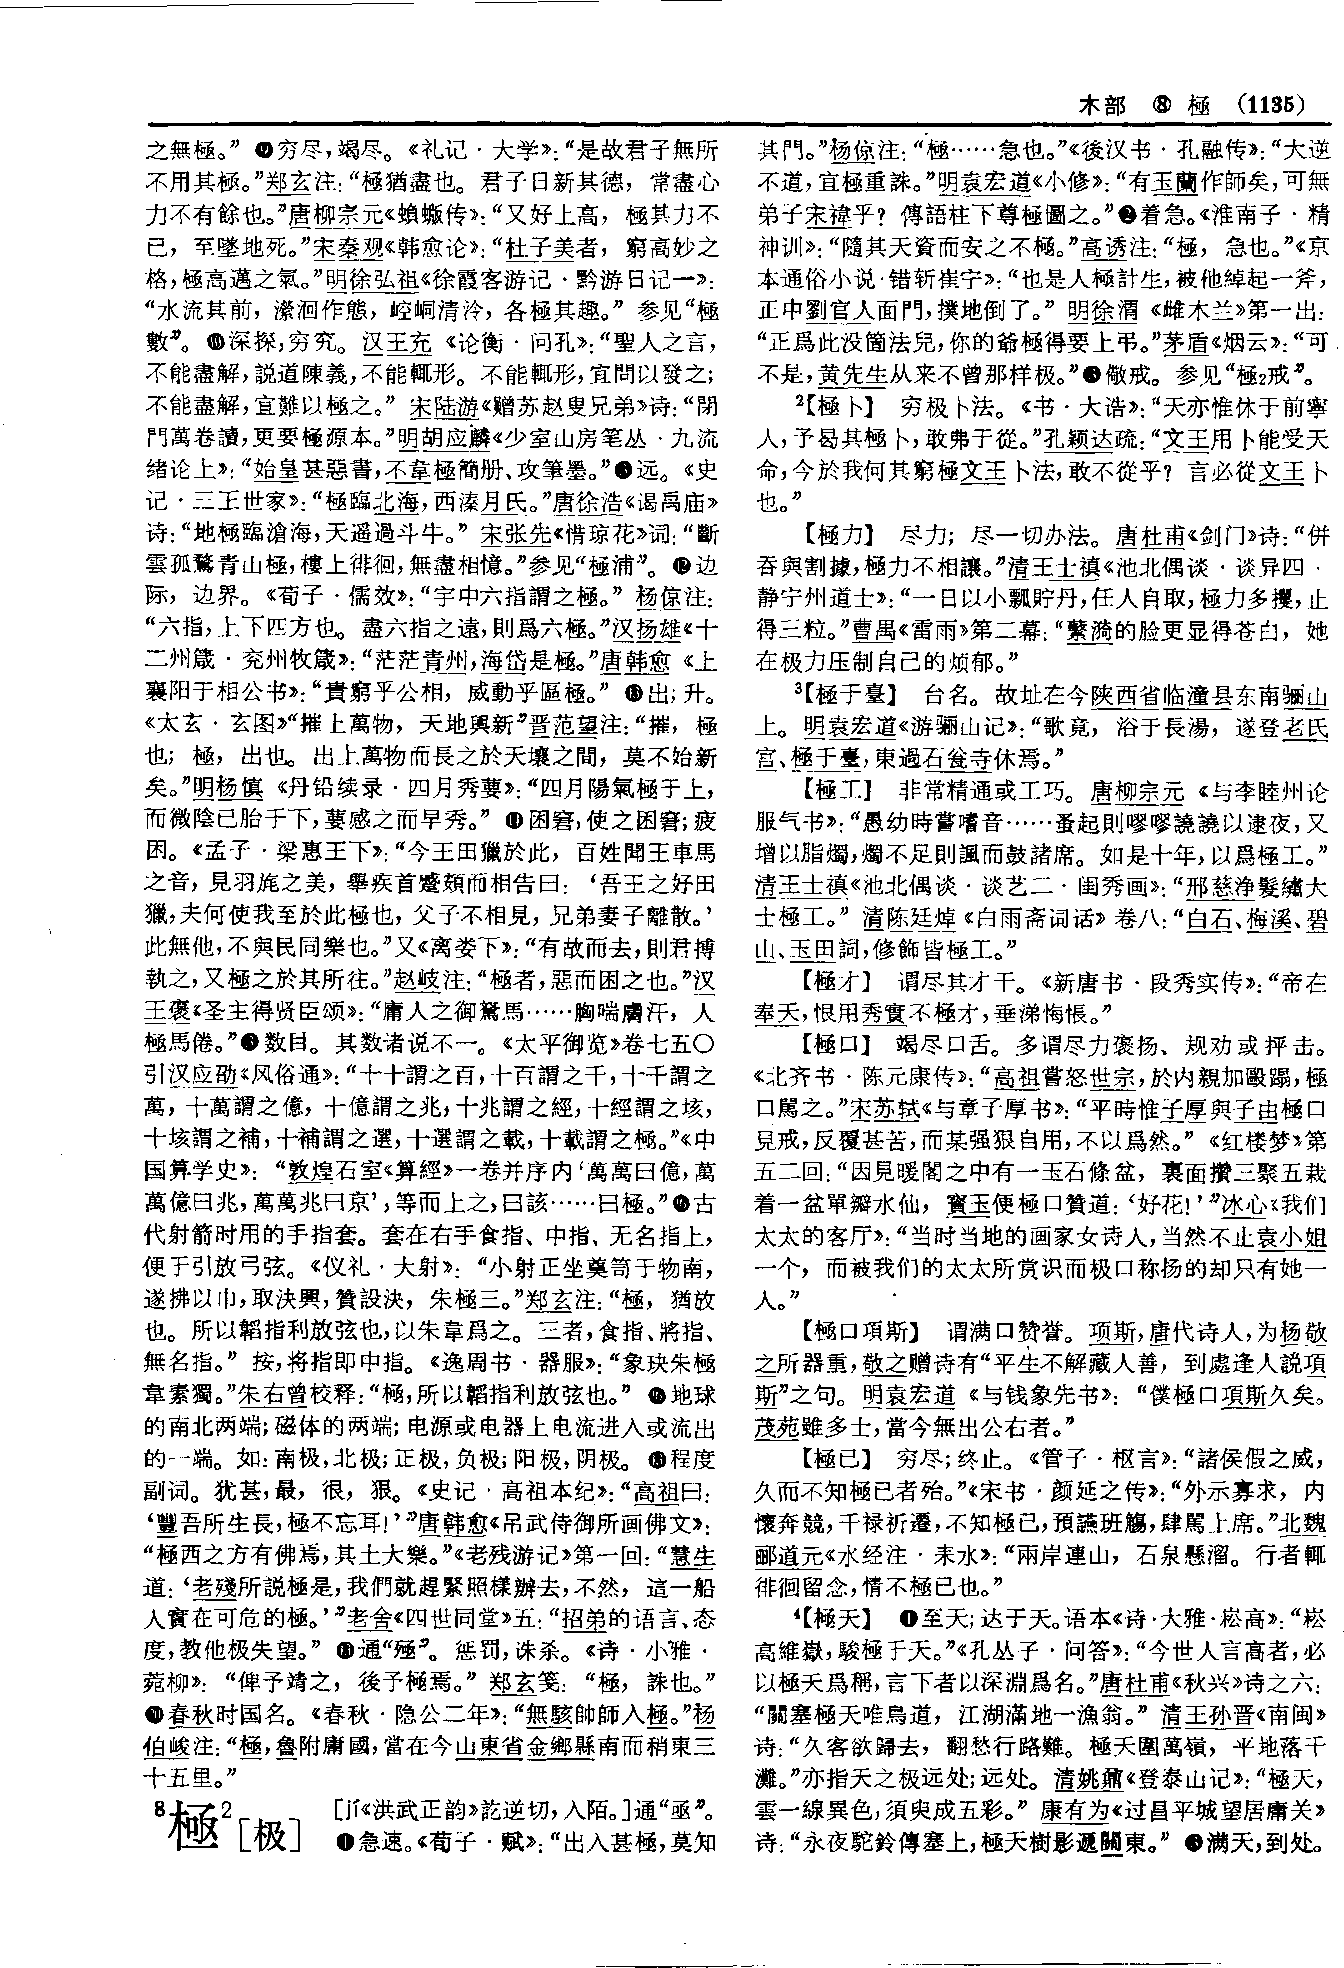 木部 ⑧ 極 (1135)
之無極。”⑨穷尽,竭尽。《礼记·大学》:“是故君子無所
不用其極。”郑玄注:“極猶盡也。君子日新其德,常盡心
力不有餘也。”唐柳宗元《蝜蝂传》:“又好上高,極其力不
已,至墜地死。”宋秦观《韩愈论》:“杜子美者,窮高妙之
格,極高邁之氣。”明徐弘祖《徐霞客游记·黔游日记一》:
“水流其前,瀠洄作態,崆峒清泠,各極其趣。”参见“極
數”。⑩深探,穷究。汉王充《论衡·问孔》:“聖人之言,
不能盡解,説道陳義,不能輒形。不能輒形,宜問以發之;
不能盡解,宜難以極之。”宋陆游《赠苏赵叟兄弟》诗:“閉
門萬卷讀,更要極源本。”明胡应麟《少室山房笔丛·九流
绪论上》:“始皇甚惡書,不韋極簡册、攻筆墨。”⑪远。《史
记·三王世家》:“極臨北海,西溱月氏。”唐徐浩《谒禹庙》
诗:“地極臨滄海,天遥過斗牛。”宋张先《惜琼花》词:“斷
雲孤鶩青山極,樓上徘徊,無盡相憶。”参见“極浦”。⑫边
际,边界。《荀子·儒效》:“宇中六指謂之極。”杨倞注:
“六指,上下四方也。盡六指之遠,則爲六極。”汉扬雄《十
二州箴·兖州牧箴》:“茫茫青州,海岱是極。”唐韩愈《上
襄阳于相公书》:“貴窮乎公相,威動乎區極。”⑬出;升。
《太玄·玄图》“摧上萬物,天地輿新”晋范望注:“摧,極
也;極,出也。出上萬物而長之於天壤之間,莫不始新
矣。”明杨慎《丹铅续录·四月秀葽》:“四月陽氣極于上,
而微陰已胎于下,葽感之而早秀。”⑭困窘,使之困窘;疲
困。《孟子·梁惠王下》:“今王田獵於此,百姓聞王車馬
之音,見羽旄之美,舉疾首蹙頞而相告曰:‘吾王之好田
獵,夫何使我至於此極也,父子不相見,兄弟妻子離散。’
此無他,不與民同樂也。”又《离娄下》:“有故而去,則君搏
執之,又極之於其所往。”赵岐注:“極者,惡而困之也。”汉
王褒《圣主得贤臣颂》:“庸人之御駑馬……胸喘膚汗,人
極馬倦。”⑮数目。其数诸说不一。《太平御览》卷七五〇
引汉应劭《风俗通》:“十十謂之百,十百謂之千,十千謂之
萬,十萬謂之億,十億謂之兆,十兆謂之經,十經謂之垓,
十垓謂之補,十補謂之選,十選謂之載,十載謂之極。”《中
国算学史》:“敦煌石室《算經》一卷并序内‘萬萬曰億,萬
萬億曰兆,萬萬兆曰京’,等而上之,曰該……曰極。”⑯古
代射箭时用的手指套。套在右手食指、中指、无名指上,
便于引放弓弦。《仪礼·大射》:“小射正坐奠笥于物南,
遂拂以巾,取決興,贊設決,朱極三。”郑玄注:“極,猶放
也。所以韜指利放弦也,以朱韋爲之。三者,食指、將指、
無名指。”按,将指即中指。《逸周书·器服》:“象玦朱極
韋素獨。”朱右曾校释:“極,所以韜指利放弦也。”⑰地球
的南北两端;磁体的两端;电源或电器上电流进入或流出
的一端。如:南极,北极;正极,负极;阳极,阴极。⑱程度
副词。犹甚,最,很,狠。《史记·高祖本纪》:“高祖曰:
‘豐吾所生長,極不忘耳!’”唐韩愈《吊武侍御所画佛文》:
“極西之方有佛焉,其土大樂。”《老残游记》第一回:“慧生
道:‘老殘所説極是,我們就趕緊照樣辦去,不然,這一船
人實在可危的極。’”老舍《四世同堂》五:“招弟的语言、态
度,教他极失望。”⑲通“殛”。惩罚,诛杀。《诗·小雅·
菀柳》:“俾予靖之,後予極焉。”郑玄笺:“極,誅也。”
⑳春秋时国名。《春秋·隐公二年》:“無駭帥師入極。”杨
伯峻注:“極,魯附庸國,當在今山東省金鄉縣南而稍東三
十五里。”
8極2[极] [jí《洪武正韵》訖逆切,入陌。]通“亟”。
❶急速。《荀子·赋》:“出入甚極,莫知
其門。”杨倞注:“極……急也。”《後汉书·孔融传》:“大逆
不道,宜極重誅。”明袁宏道《小修》:“有玉蘭作師矣,可無
弟子宋褘乎?傳語柱下尊極圖之。”❷着急。《淮南子·精
神训》:“隨其天資而安之不極。”高诱注:“極,急也。”《京
本通俗小说·错斩崔宁》:“也是人極計生,被他綽起一斧,
正中劉官人面門,撲地倒了。”明徐渭《雌木兰》第一出:
“正爲此没箇法兒,你的爺極得要上弔。”茅盾《烟云》:“可
不是,黄先生从来不曾那样极。”❸儆戒。参见“極2戒”。
2【極卜】 穷极卜法。《书·大诰》:“天亦惟休于前寧
人,予曷其極卜,敢弗于從。”孔颖达疏:“文王用卜能受天
命,今於我何其窮極文王卜法,敢不從乎?言必從文王卜
也。”
【極力】 尽力;尽一切办法。唐杜甫《剑门》诗:“併
吞與割據,極力不相讓。”清王士禛《池北偶谈·谈异四·
静宁州道士》:“一日以小瓢貯丹,任人自取,極力多攫,止
得三粒。”曹禺《雷雨》第二幕:“繁漪的脸更显得苍白,她
在极力压制自己的烦郁。”
3【極于臺】 台名。故址在今陕西省临潼县东南骊山
上。明袁宏道《游骊山记》:“歌竟,浴于長湯,遂登老氏
宫、極于臺,東過石瓮寺休焉。”
【極工】 非常精通或工巧。唐柳宗元《与李睦州论
服气书》:“愚幼時嘗嗜音……蚤起則嘐嘐譊譊以逮夜,又
增以脂燭,燭不足則諷而鼓諸席。如是十年,以爲極工。”
清王士禛《池北偶谈·谈艺二·闺秀画》:“邢慈净髮繡大
士極工。”清陈廷焯《白雨斋词话》卷八:“白石、梅溪、碧
山、玉田詞,修飾皆極工。”
【極才】 谓尽其才干。《新唐书·段秀实传》:“帝在
奉天,恨用秀實不極才,垂涕悔悵。”
【極口】 竭尽口舌。多谓尽力褒扬、规劝或抨击。
《北齐书·陈元康传》:“高祖嘗怒世宗,於内親加毆蹋,極
口駡之。”宋苏轼《与章子厚书》:“平時惟子厚與子由極口
見戒,反覆甚苦,而某强狠自用,不以爲然。”《红楼梦》第
五二回:“因見暖閣之中有一玉石條盆,裏面攢三聚五栽
着一盆單瓣水仙,寳玉便極口贊道:‘好花!’”冰心《我们
太太的客厅》:“当时当地的画家女诗人,当然不止袁小姐
一个,而被我们的太太所赏识而极口称扬的却只有她一
人。”
【極口項斯】 谓满口赞誉。项斯,唐代诗人,为杨敬
之所器重,敬之赠诗有“平生不解藏人善,到處逢人説項
斯”之句。明袁宏道《与钱象先书》:“僕極口項斯久矣。
茂苑雖多士,當今無出公右者。”
【極已】 穷尽;终止。《管子·枢言》:“諸侯假之威,
久而不知極已者殆。”《宋书·颜延之传》:“外示寡求,内
懷奔競,干禄祈遷,不知極已,預讌班觴,肆駡上席。”北魏
郦道元《水经注·耒水》:“兩岸連山,石泉懸溜。行者輒
徘徊留念,情不極已也。”
4【極天】 ❶至天;达于天。语本《诗·大雅·崧高》:“崧
高維嶽,駿極于天。”《孔丛子·问答》:“今世人言高者,必
以極天爲稱,言下者以深淵爲名。”唐杜甫《秋兴》诗之六:
“關塞極天唯鳥道,江湖滿地一漁翁。”清王孙晋《南闽》
诗:“久客欲歸去,翻愁行路難。極天圍萬嶺,平地落千
灘。”亦指天之极远处;远处。清姚鼐《登泰山记》:“極天,
雲一線異色,須臾成五彩。”康有为《过昌平城望居庸关》
诗:“永夜駝鈴傳塞上,極天樹影遞關東。”❷满天,到处。